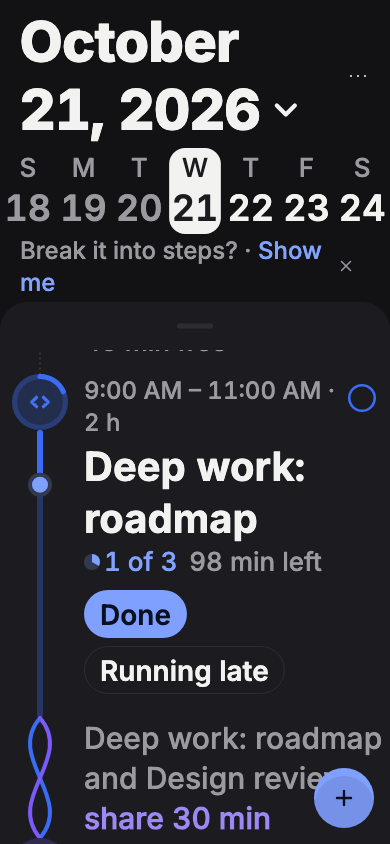 October
21, 2026
S M T W T F S
18 19 20 21 22 23 24
Break it into steps? · Show
me
9:00 AM – 11:00 AM ·
2 h
Deep work:
roadmap
1 of 3 98 min left
Done
Running late
Deep work: roadmap
and Design
share 30 min